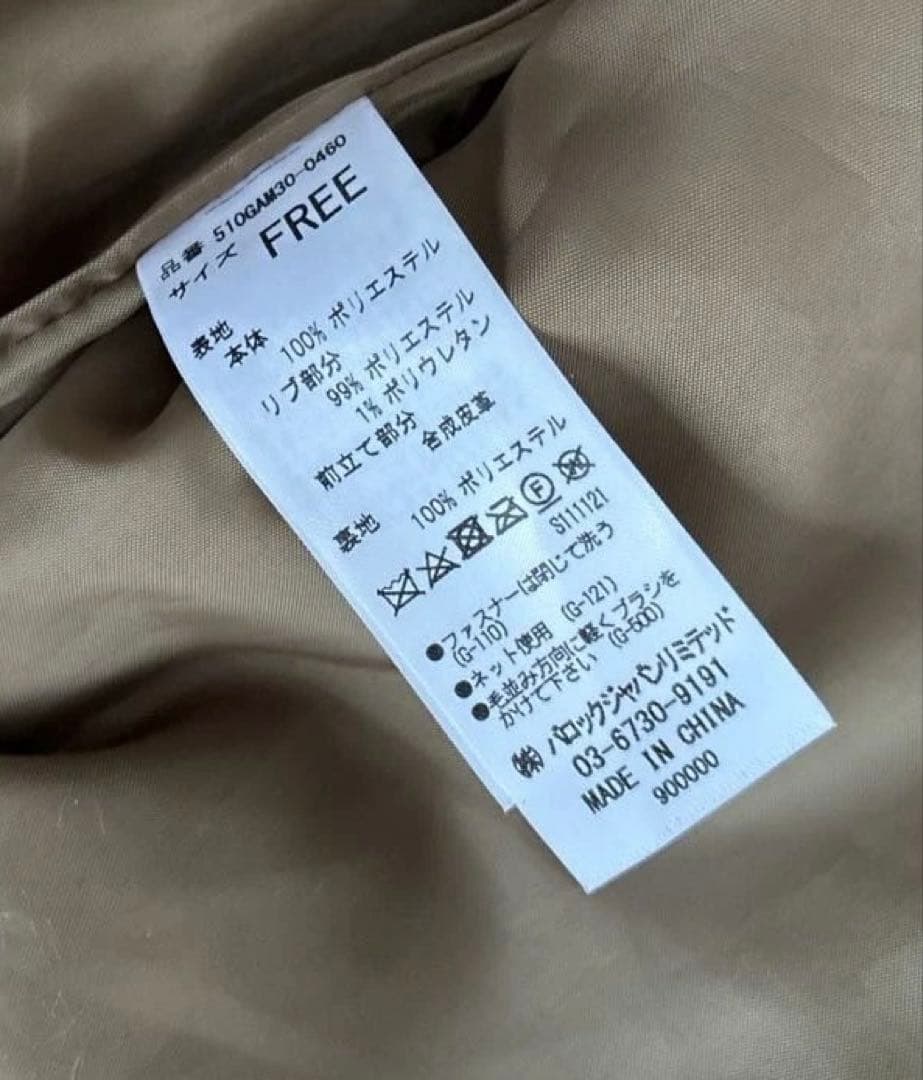 品番 510GAM30-0460
サイズ FREE
表地
本体 100% ポリエステル
リブ部分
99% ポリエステル
1% ポリウレタン
前立て部分 合成皮革
裏地 100% ポリエステル
F
S111121
●ファスナーは閉じて洗う
(G-110)
●ネット使用 (G-121)
●毛並み方向に軽くブラシを
かけて下さい (G-500)
㈱バロックジャパンリミテッド
03-6730-9191
MADE IN CHINA
900000